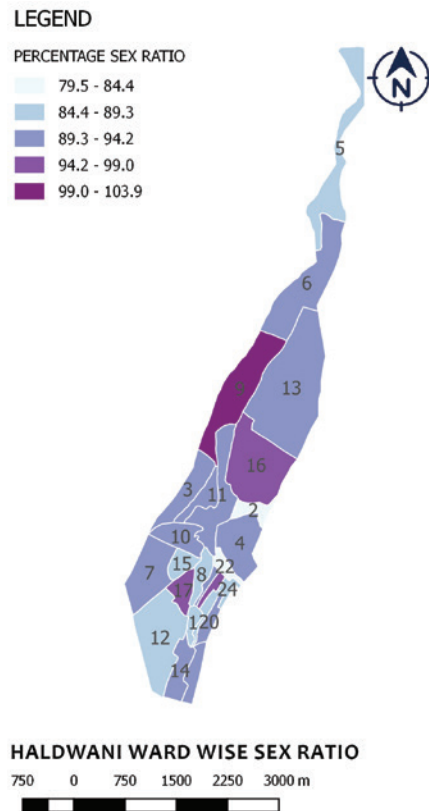 LEGEND
PERCENTAGE SEX RATIO
79.5 - 84.4
84.4 - 89.3
89.3 - 94.2
94.2 - 99.0
99.0 - 103.9
N
5
6
13
16
3
11
2
10
4
7
15
8
22
17
24
12
120
14
HALDWANI WARD WISE SEX RATIO
750 0 750 1500 2250 3000 m